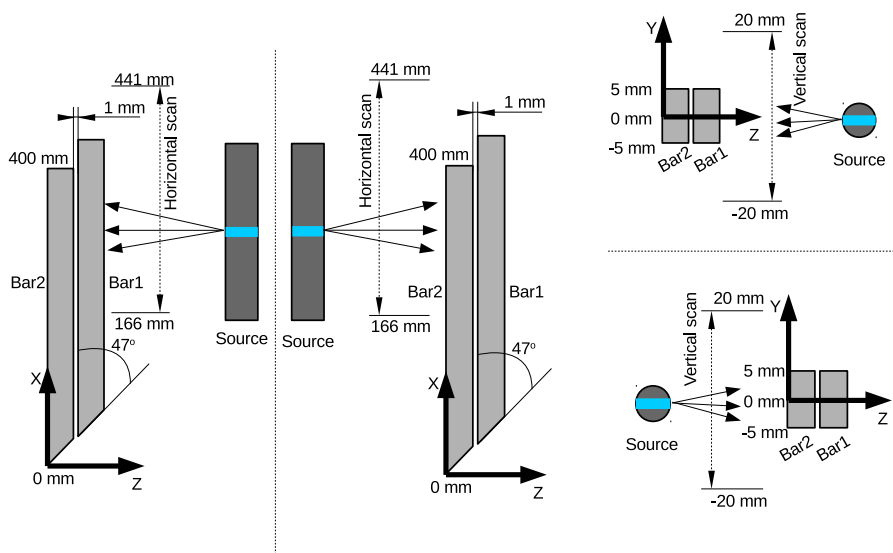 441 mm
1 mm
Horizontal scan
400 mm
Bar2
Bar1
166 mm
Source
47º
X
0 mm
Z
441 mm
1 mm
Horizontal scan
400 mm
Bar2
Bar1
166 mm
Source
47º
X
0 mm
Z
20 mm
Y
Vertical scan
5 mm
0 mm
-5 mm
Z
Bar2
Bar1
Source
-20 mm
20 mm
Y
Vertical scan
5 mm
0 mm
-5 mm
Z
Bar2
Bar1
Source
-20 mm